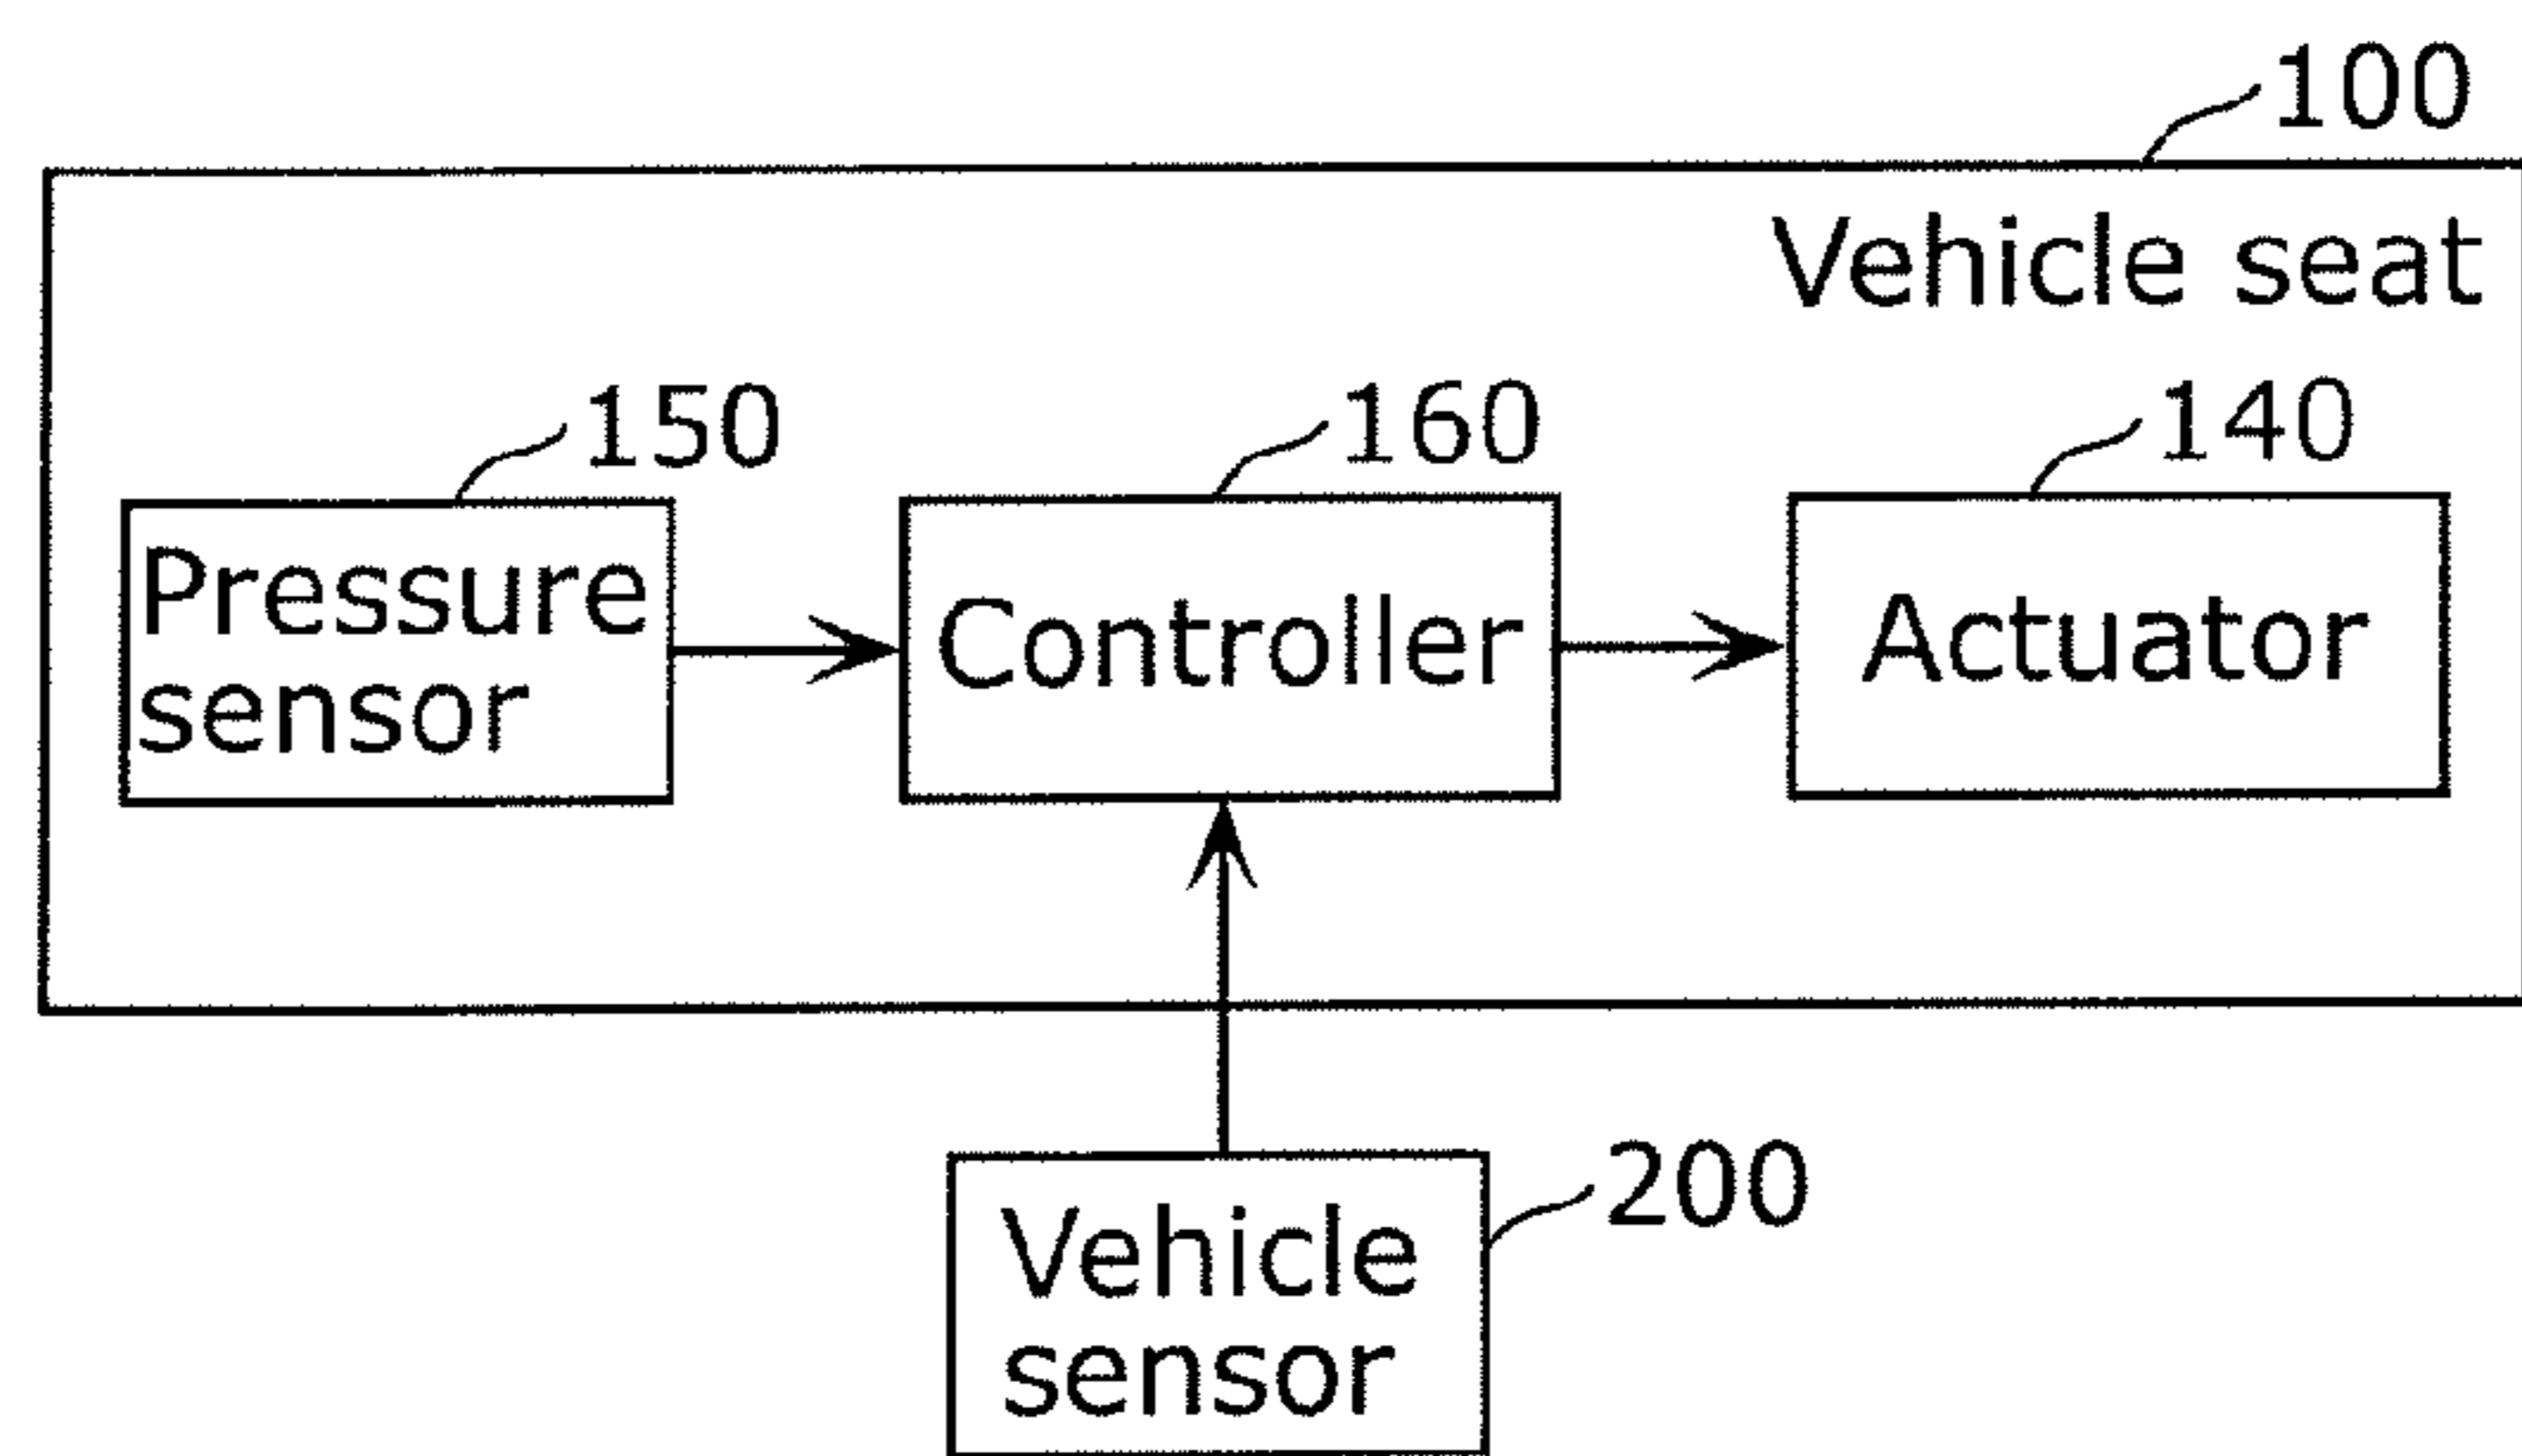 100
Vehicle seat
150
160
140
Pressure
sensor
Controller
Actuator
200
Vehicle
sensor